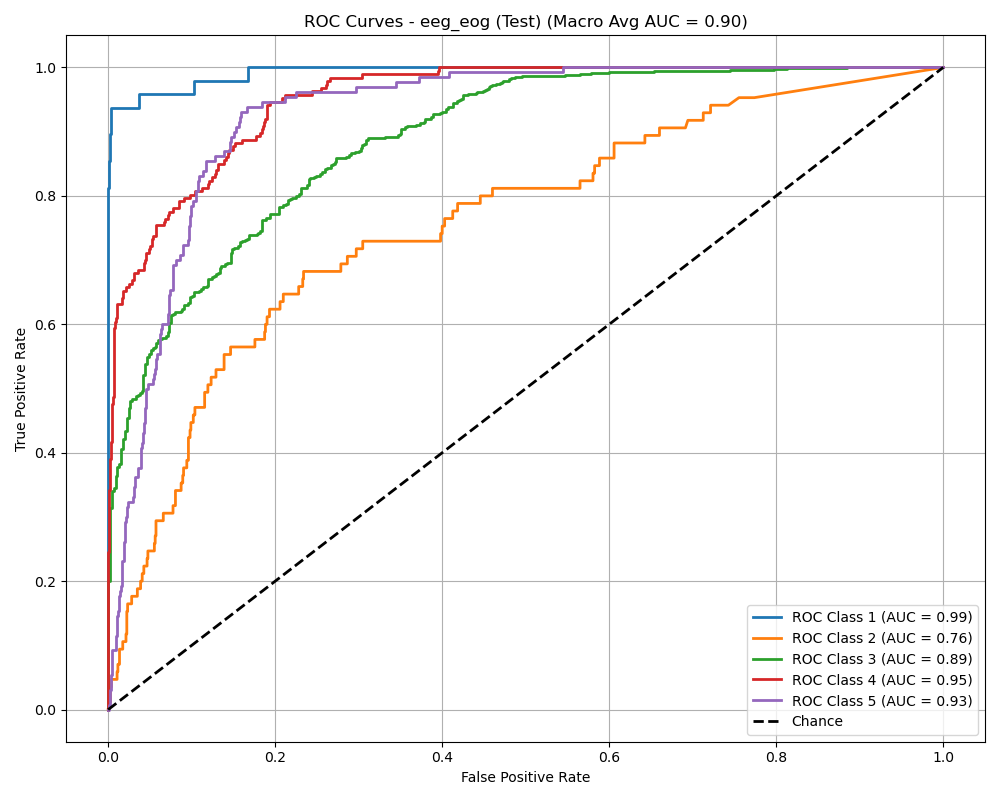 ROC Curves - eeg_eog (Test) (Macro Avg AUC = 0.90)
True Positive Rate
1.0
0.8
0.6
0.4
0.2
0.0
0.0 0.2 0.4 0.6 0.8 1.0
False Positive Rate
ROC Class 1 (AUC = 0.99)
ROC Class 2 (AUC = 0.76)
ROC Class 3 (AUC = 0.89)
ROC Class 4 (AUC = 0.95)
ROC Class 5 (AUC = 0.93)
Chance